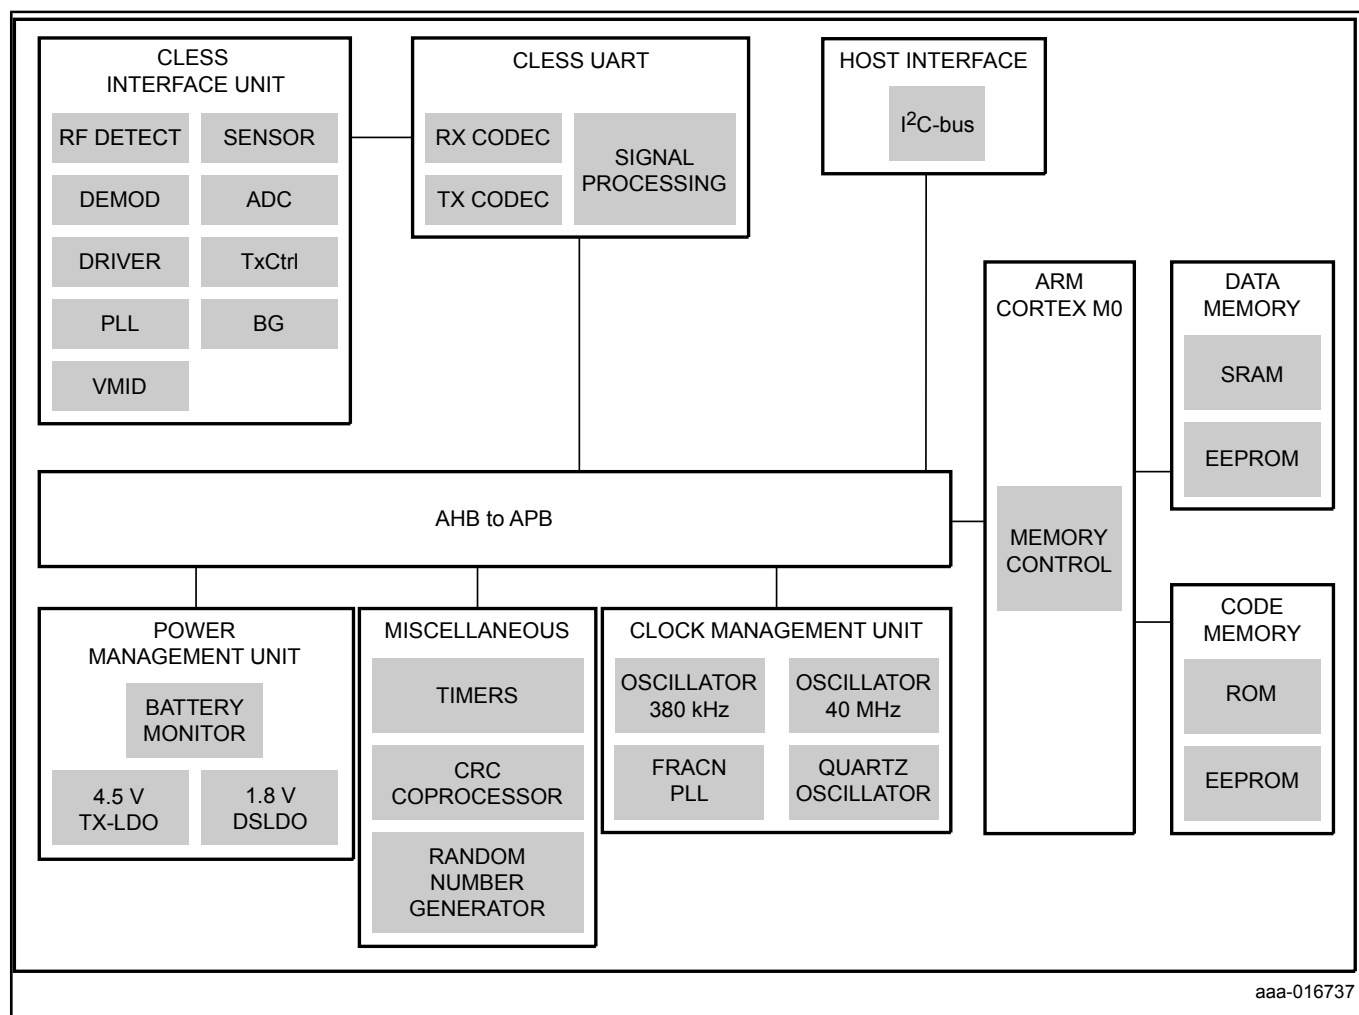 CLESS
INTERFACE UNIT
RF DETECT
SENSOR
DEMOD
ADC
DRIVER
TxCtrl
PLL
BG
VMID
CLESS UART
RX CODEC
TX CODEC
SIGNAL
PROCESSING
HOST INTERFACE
I²C-bus
ARM
CORTEX M0
MEMORY
CONTROL
DATA
MEMORY
SRAM
EEPROM
AHB to APB
CODE
MEMORY
ROM
EEPROM
POWER
MANAGEMENT UNIT
BATTERY
MONITOR
4.5 V
TX-LDO
1.8 V
DSLDO
MISCELLANEOUS
TIMERS
CRC
COPROCESSOR
RANDOM
NUMBER
GENERATOR
CLOCK MANAGEMENT UNIT
OSCILLATOR
380 kHz
OSCILLATOR
40 MHz
FRACN
PLL
QUARTZ
OSCILLATOR
aaa-016737